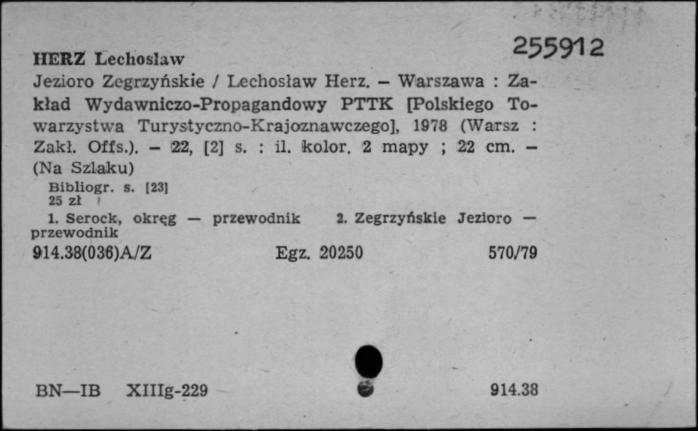 255912
HERZ Lechosław
Jezioro Zegrzyńskie / Lechosław Herz. — Warszawa : Za-
kład Wydawniczo-Propagandowy PTTK [Polskiego To-
warzystwa Turystyczno-Krajoznawczego], 1978 (Warsz :
Zakł. Offs.). — 22, [2] s. : il. kolor. 2 mapy ; 22 cm. —
(Na Szlaku)
Bibliogr. s. [23]
25 zł
1. Serock, okręg — przewodnik 2. Zegrzyńskie Jezioro —
przewodnik
914.38(036)A/Z Egz. 20250 570/79
BN—IB XIIIg-229 914.38